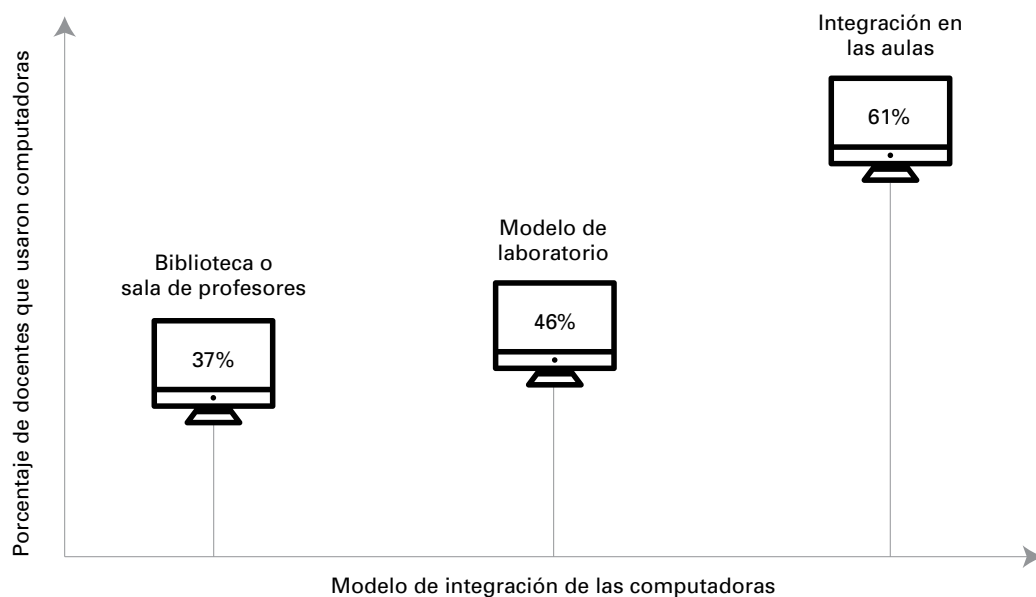 Integración en
las aulas
61%
Modelo de
laboratorio
46%
Biblioteca o
sala de profesores
37%
Porcentaje de docentes que usaron computadoras
Modelo de integración de las computadoras